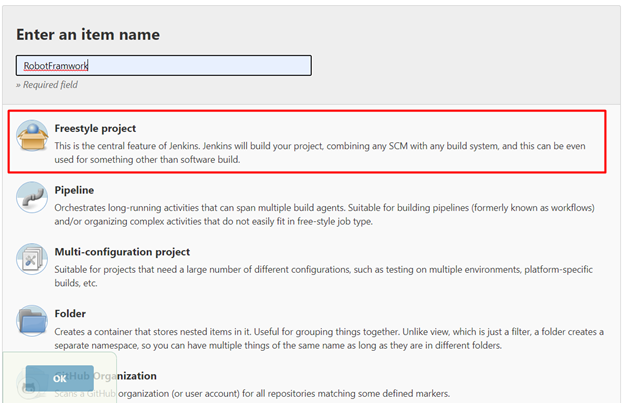 Enter an item name
RobotFramwork
» Required field
Freestyle project
This is the central feature of Jenkins. Jenkins will build your project, combining any SCM with any build system, and this can be even
used for something other than software build.
Pipeline
Orchestrates long-running activities that can span multiple build agents. Suitable for building pipelines (formerly known as workflows)
and/or organizing complex activities that do not easily fit in free-style job type.
Multi-configuration project
Suitable for projects that need a large number of different configurations, such as testing on multiple environments, platform-specific
builds, etc.
Folder
Creates a container that stores nested items in it. Useful for grouping things together. Unlike view, which is just a filter, a folder creates a
separate namespace, so you can have multiple things of the same name as long as they are in different folders.
GitHub Organization
OK
Scans a GitHub organization (or user account) for all repositories matching some defined markers.